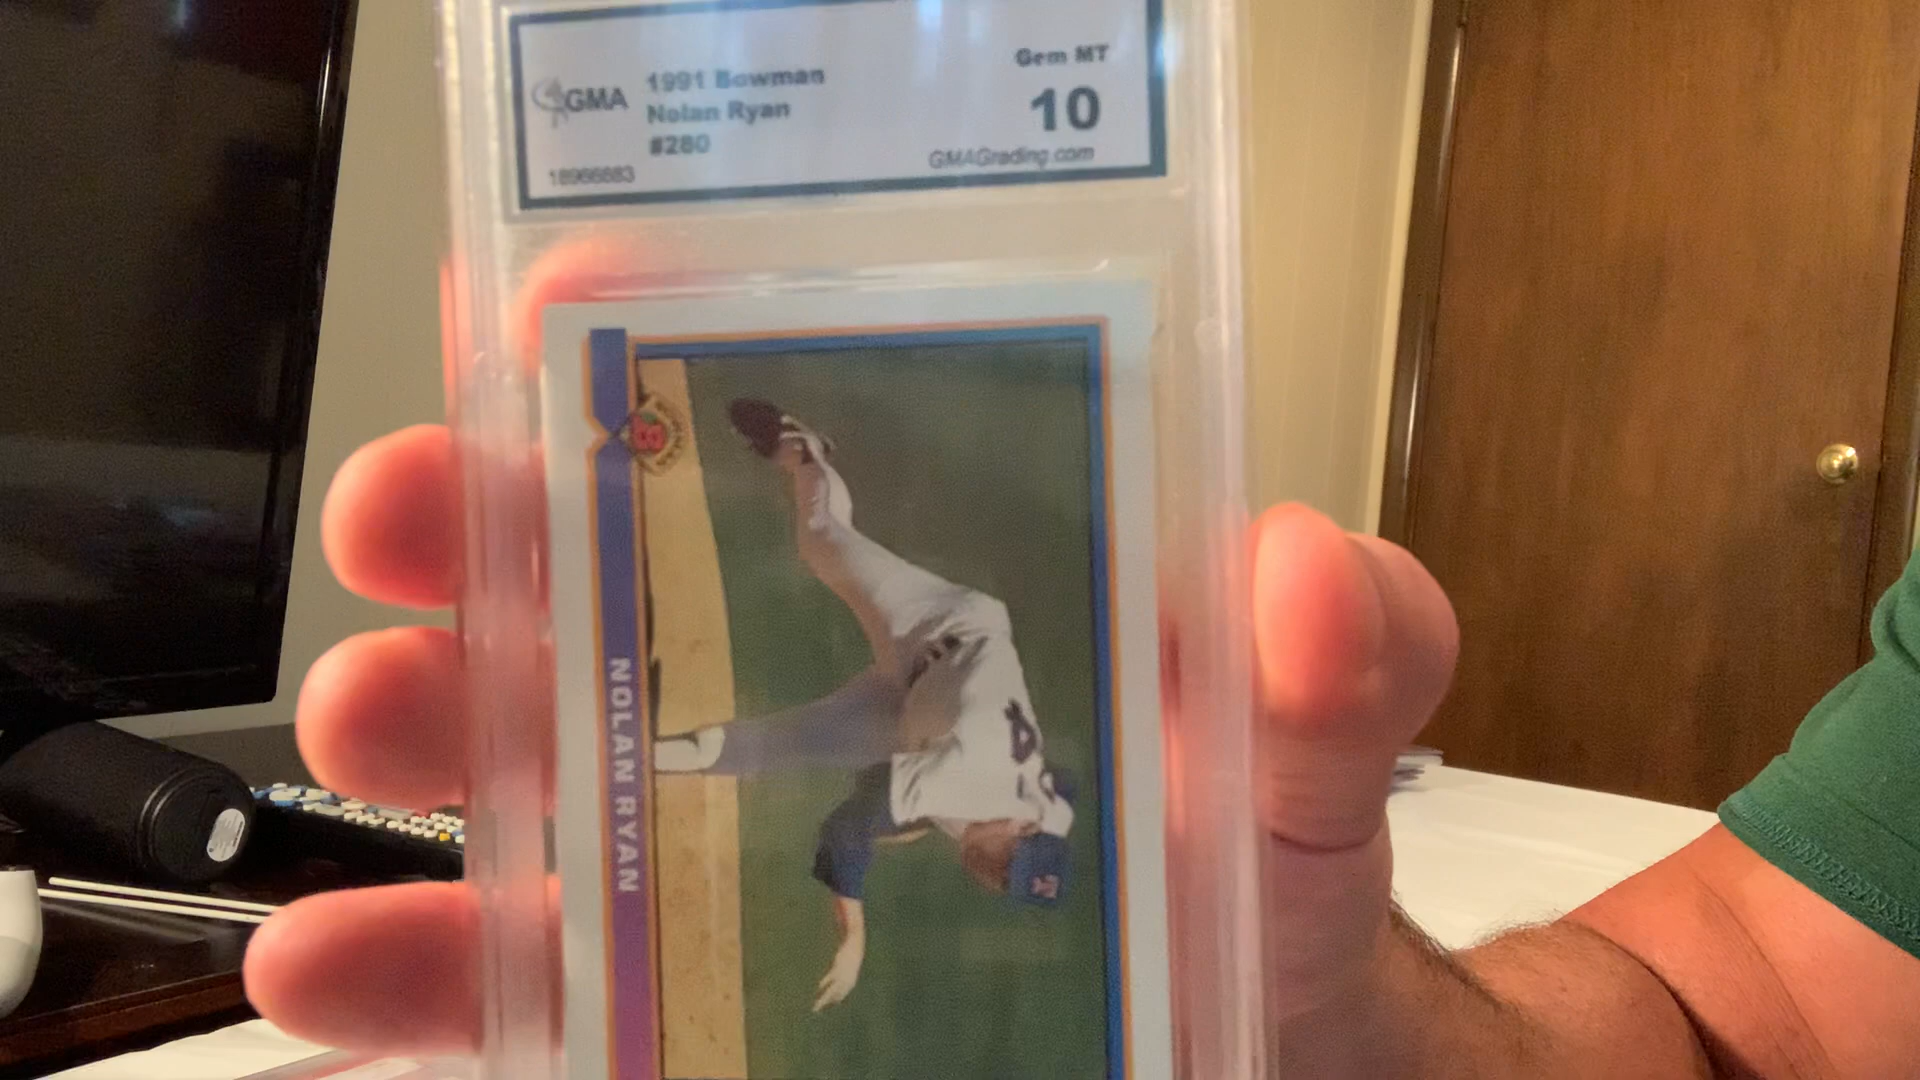 GMA
1991 Bowman
Nolan Ryan
#280
Gem MT
10
GMAGrading.com
NOLAN RYAN